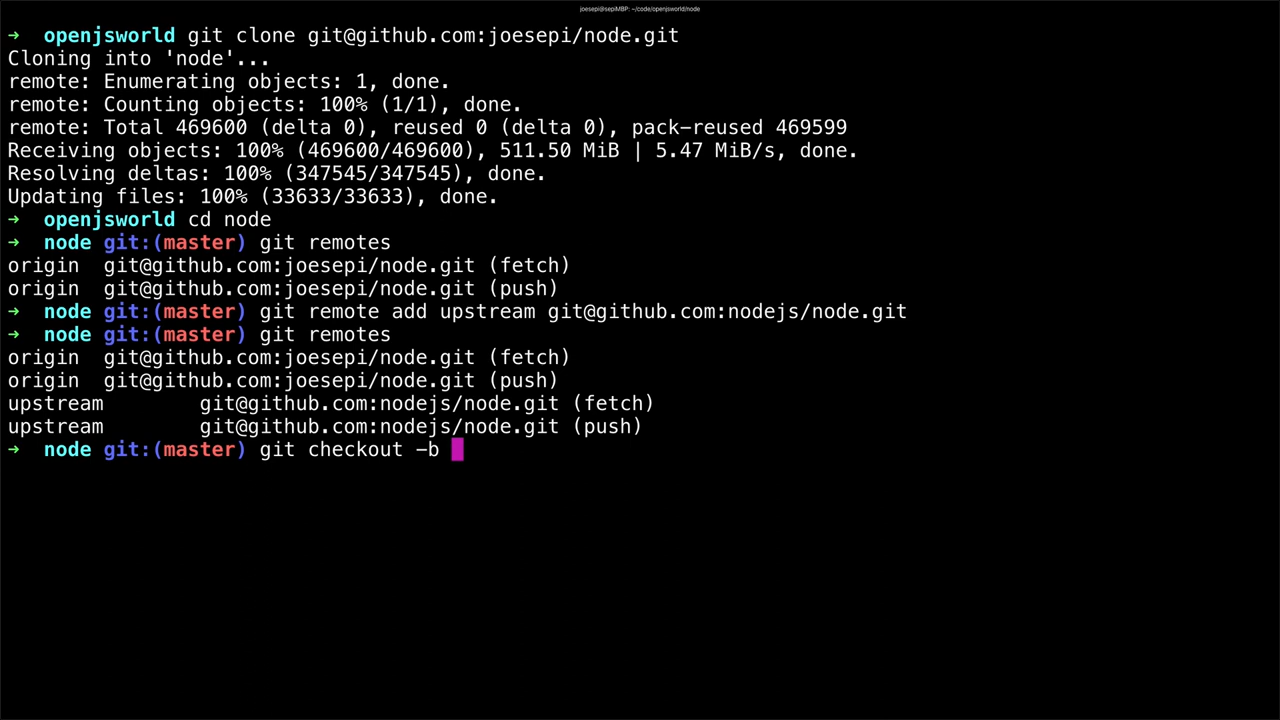 joesepi@sepiMBP: ~/code/openjsworld/node
→ openjsworld git clone git@github.com:joesepi/node.git
Cloning into 'node'...
remote: Enumerating objects: 1, done.
remote: Counting objects: 100% (1/1), done.
remote: Total 469600 (delta 0), reused 0 (delta 0), pack-reused 469599
Receiving objects: 100% (469600/469600), 511.50 MiB | 5.47 MiB/s, done.
Resolving deltas: 100% (347545/347545), done.
Updating files: 100% (33633/33633), done.
→ openjsworld cd node
→ node git:(master) git remotes
origin git@github.com:joesepi/node.git (fetch)
origin git@github.com:joesepi/node.git (push)
→ node git:(master) git remote add upstream git@github.com:nodejs/node.git
→ node git:(master) git remotes
origin git@github.com:joesepi/node.git (fetch)
origin git@github.com:joesepi/node.git (push)
upstream git@github.com:nodejs/node.git (fetch)
upstream git@github.com:nodejs/node.git (push)
→ node git:(master) git checkout -b